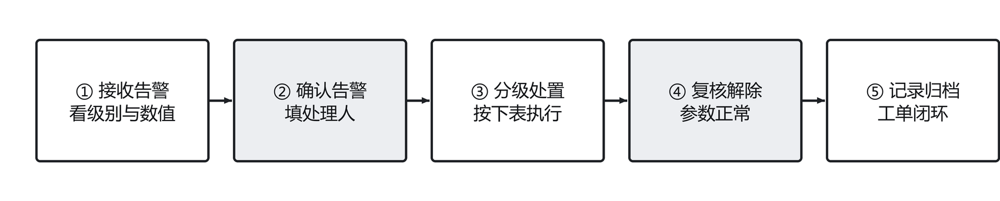 ① 接收告警
看级别与数值
② 确认告警
填处理人
③ 分级处置
按下表执行
④ 复核解除
参数正常
⑤ 记录归档
工单闭环